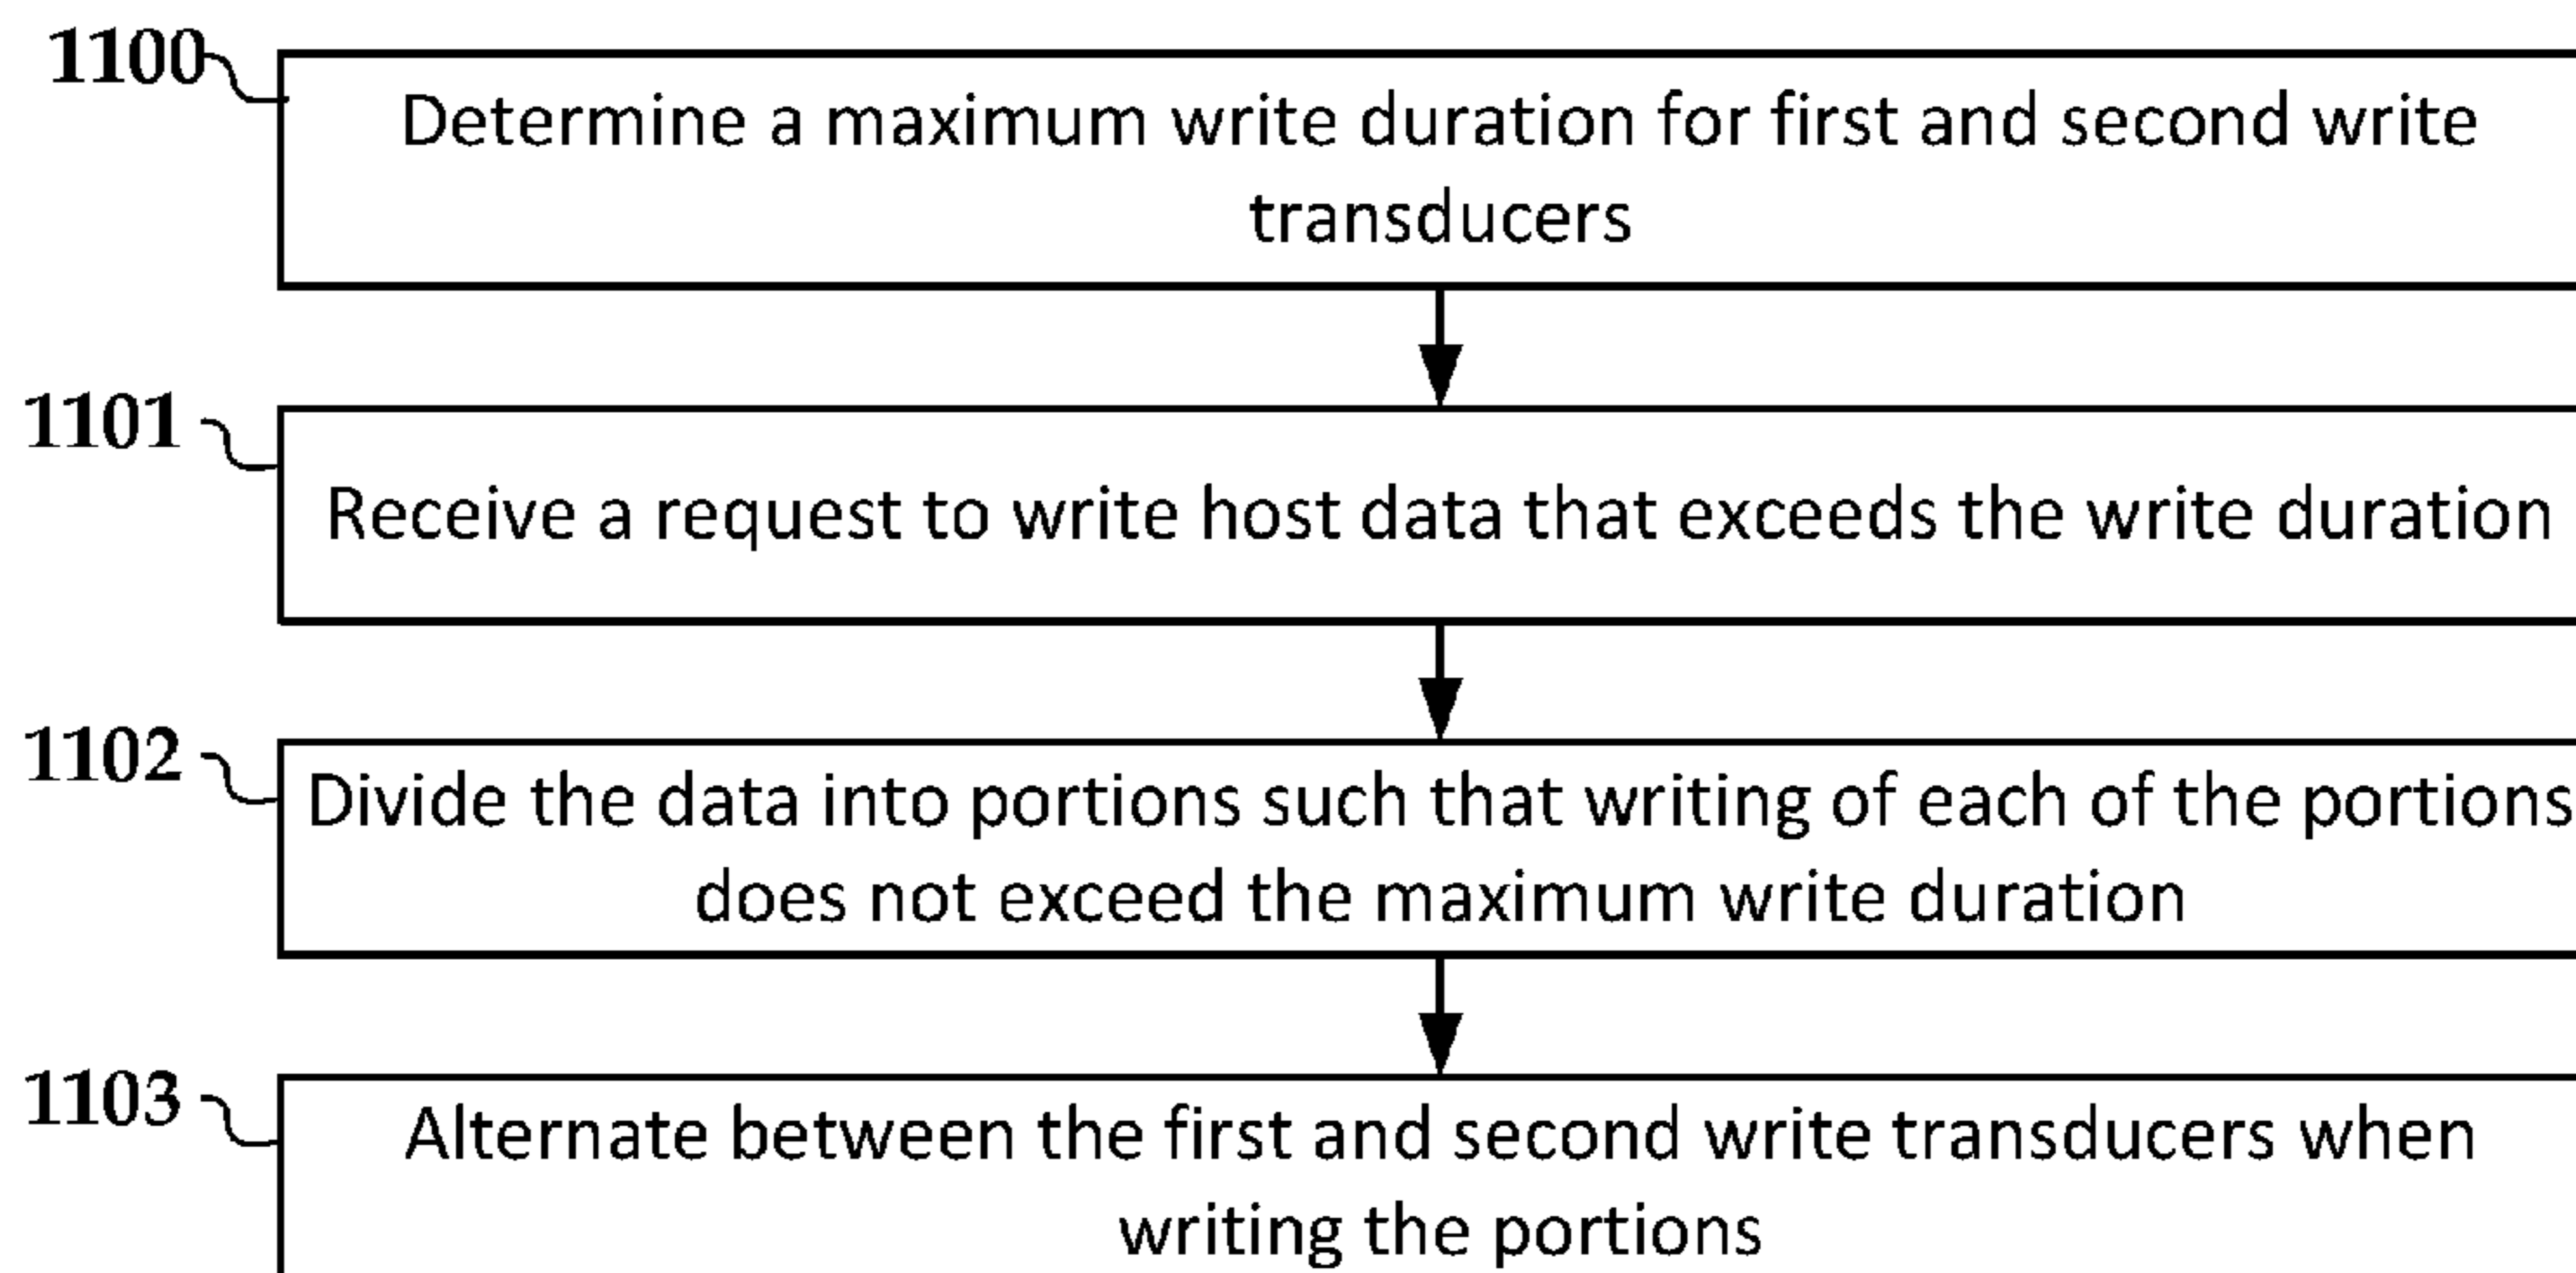 1100
Determine a maximum write duration for first and second write
transducers
1101
Receive a request to write host data that exceeds the write duration
1102
Divide the data into portions such that writing of each of the portions
does not exceed the maximum write duration
1103
Alternate between the first and second write transducers when
writing the portions